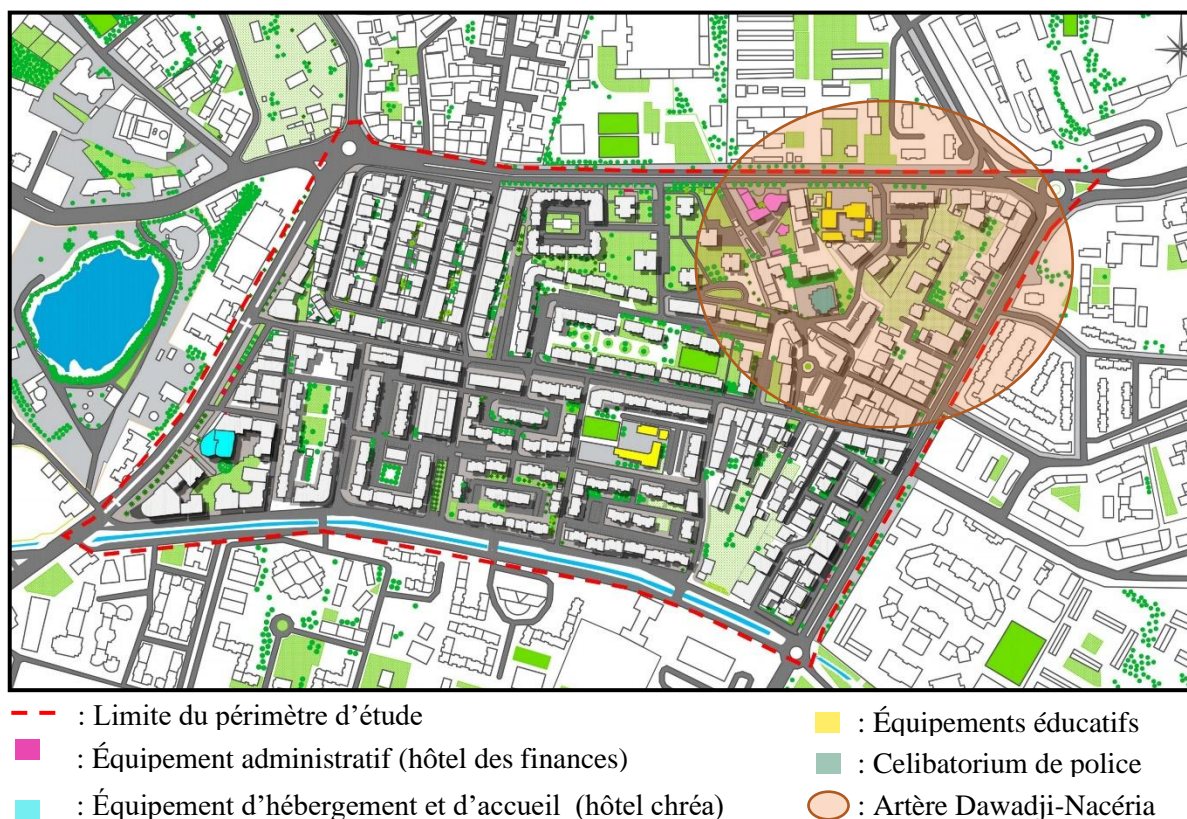 : Limite du périmètre d'étude
: Équipement administratif (hôtel des finances)
: Équipement d'hébergement et d'accueil (hôtel chréa)
: Équipements éducatifs
: Celibatorium de police
: Artère Dawadji-Nacéria